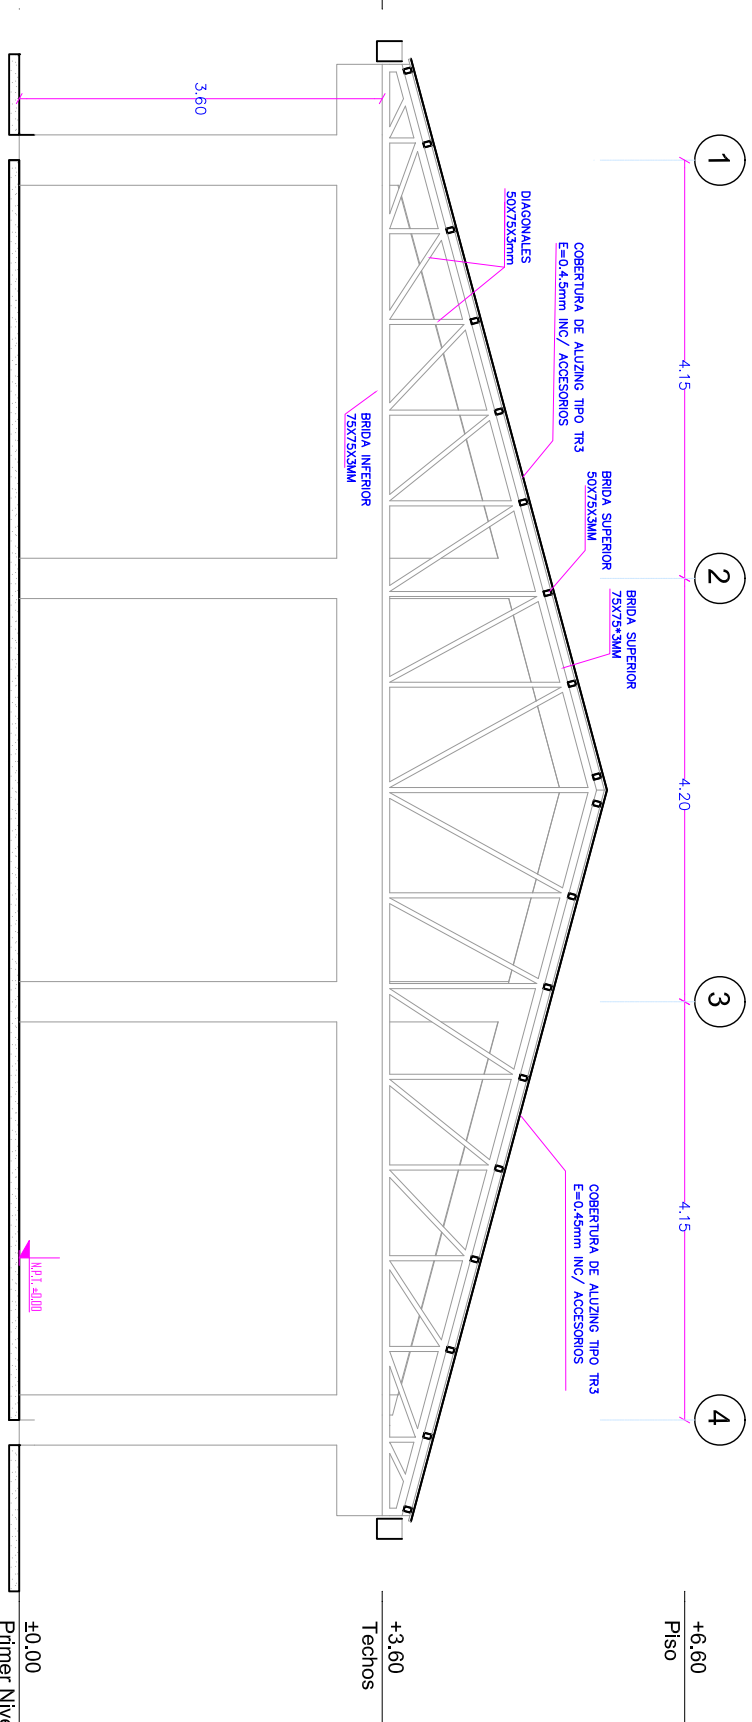 1
2
3
4
4.15
4.20
4.15
+6.60
Piso
BRIDA SUPERIOR
75X75*3MM
BRIDA SUPERIOR
50X75X3MM
COBERTURA DE ALUZING TIPO TR3
E=0.4.5mm INC/ ACCESORIOS
COBERTURA DE ALUZING TIPO TR3
E=0.45mm INC/ ACCESORIOS
DIAGONALES
50X75X3mm
BRIDA INFERIOR
75X75X3MM
+3.60
Techos
3.60
N.P.T. ±0.00
±0.00
Primer Nive